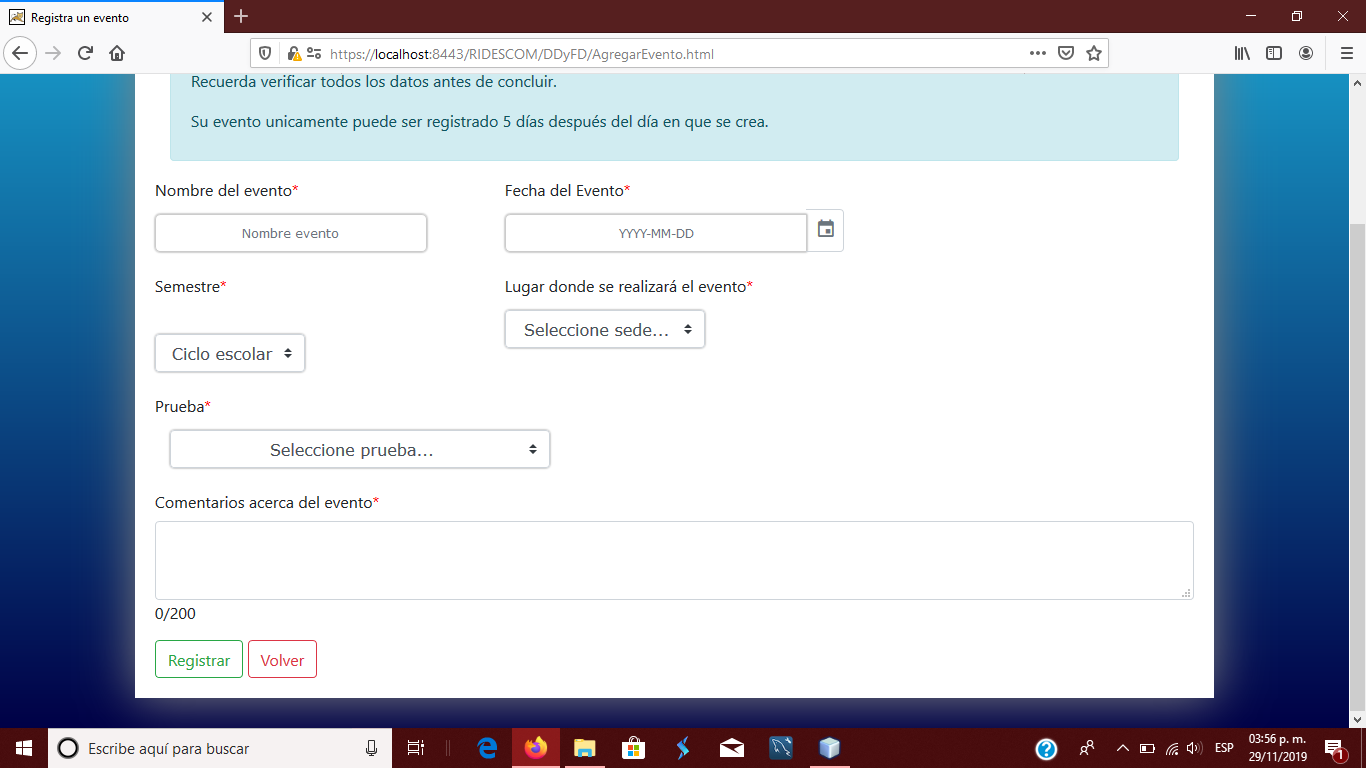 Registra un evento
https://localhost:8443/RIDESCOM/DDyFD/AgregarEvento.html
Recuerda verificar todos los datos antes de concluir.
Su evento unicamente puede ser registrado 5 días después del día en que se crea.
Nombre del evento* Fecha del Evento*
Nombre evento YYYY-MM-DD
Semestre* Lugar donde se realizará el evento*
Seleccione sede...
Ciclo escolar
Prueba*
Seleccione prueba...
Comentarios acerca del evento*
0/200
Registrar Volver
Escribe aquí para buscar
ESP
03:56 p. m.
29/11/2019
1